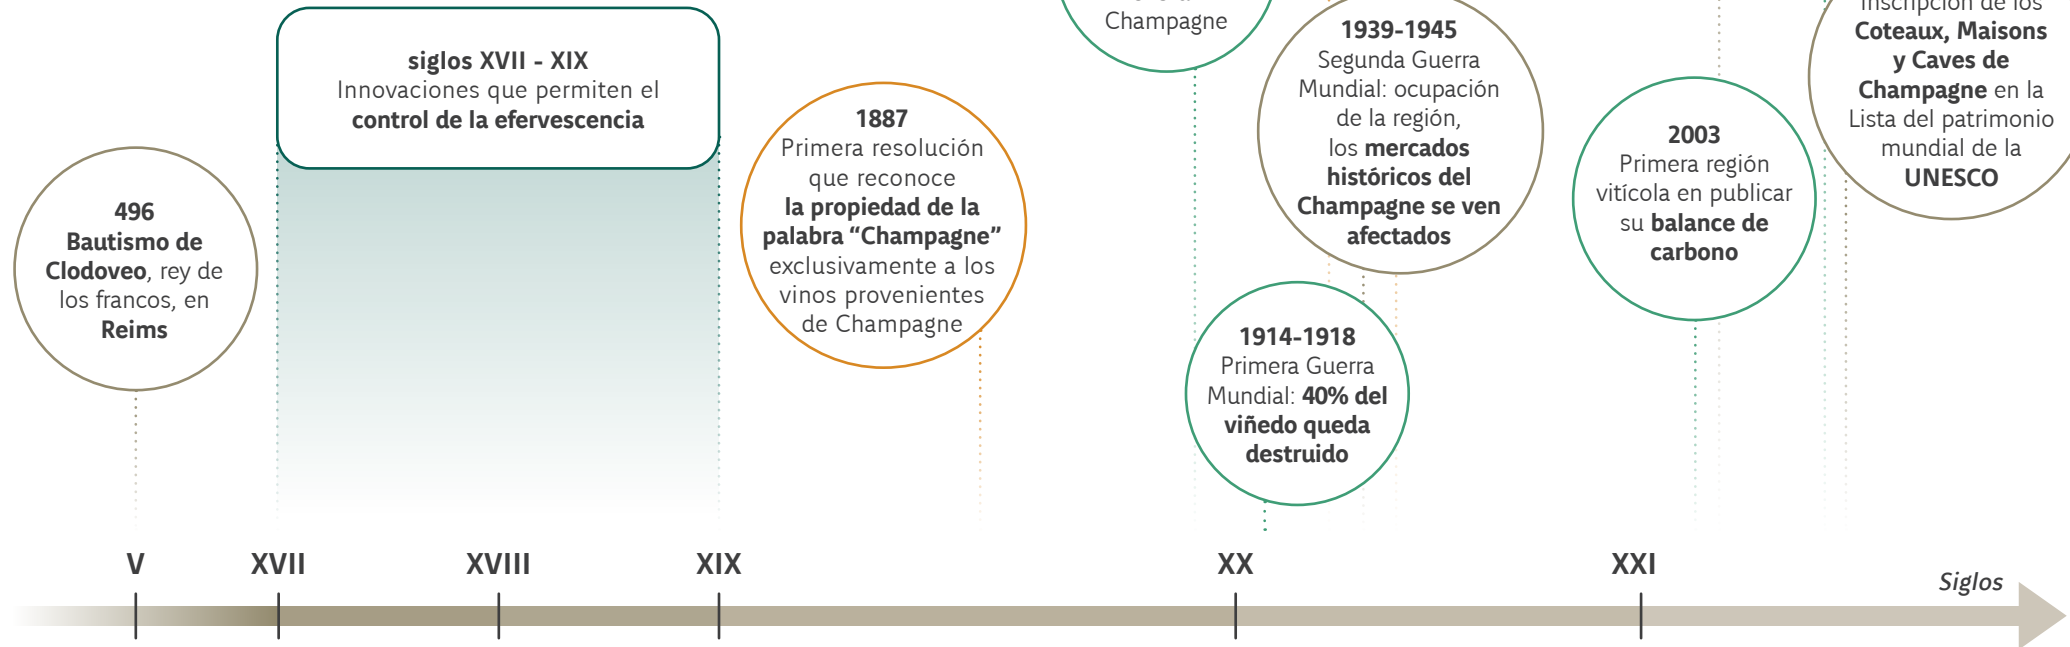 siglos XVII - XIX
Innovaciones que permiten el
control de la efervescencia
496
Bautismo de
Clodoveo, rey de
los francos, en
Reims
1887
Primera resolución
que reconoce
la propiedad de la
palabra “Champagne”
exclusivamente a los
vinos provenientes
de Champagne
Champagne
1939-1945
Segunda Guerra
Mundial: ocupación
de la región,
los mercados
históricos del
Champagne se ven
afectados
1914-1918
Primera Guerra
Mundial: 40% del
viñedo queda
destruido
2003
Primera región
vitícola en publicar
su balance de
carbono
Inscripción de los
Coteaux, Maisons
y Caves de
Champagne en la
Lista del patrimonio
mundial de la
UNESCO
V
XVII
XVIII
XIX
XX
XXI
Siglos